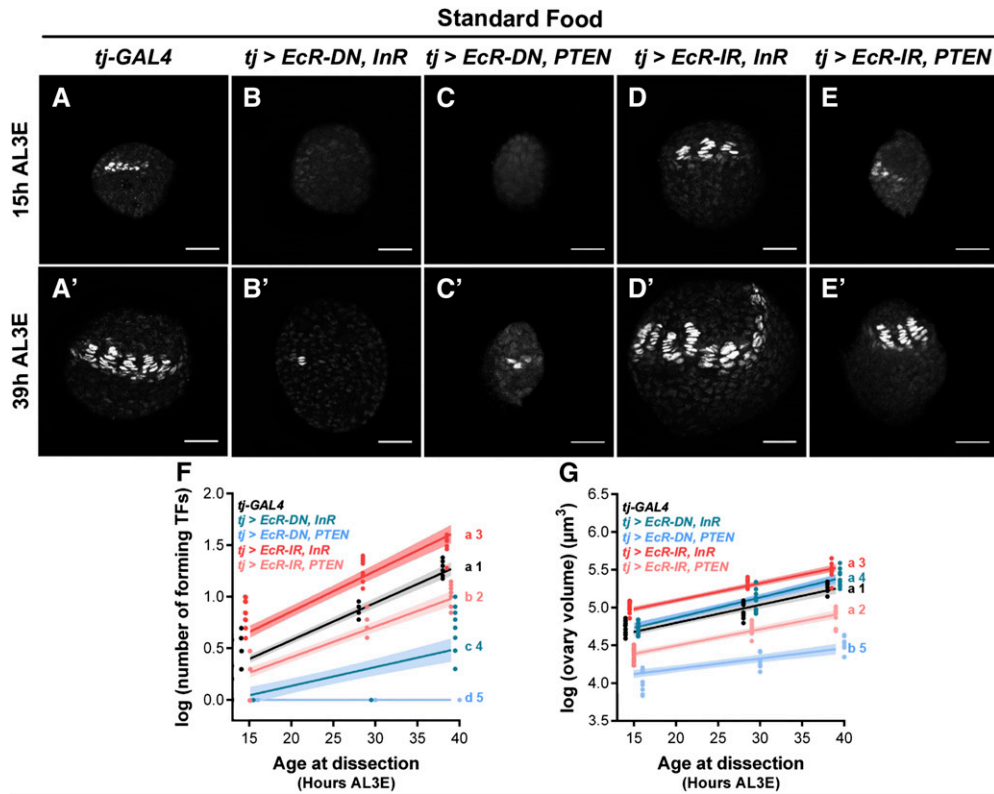 Standard Food
tj-GAL4 tj > EcR-DN, InR tj > EcR-DN, PTEN tj > EcR-IR, InR tj > EcR-IR, PTEN
15h AL3E
A B C D E
39h AL3E
A' B' C' D' E'
F
tj-GAL4
tj > EcR-DN, InR
tj > EcR-DN, PTEN
tj > EcR-IR, InR
tj > EcR-IR, PTEN
log (number of forming TFs)
2.0
1.5
1.0
0.5
0.0
a 3
a 1
b 2
c 4
d 5
15 20 25 30 35 40
Age at dissection
(Hours AL3E)
G
tj-GAL4
tj > EcR-DN, InR
tj > EcR-DN, PTEN
tj > EcR-IR, InR
tj > EcR-IR, PTEN
log (ovary volume) (µm³)
6.5
6.0
5.5
5.0
4.5
4.0
3.5
a 3
a 4
a 1
a 2
b 5
15 20 25 30 35 40
Age at dissection
(Hours AL3E)